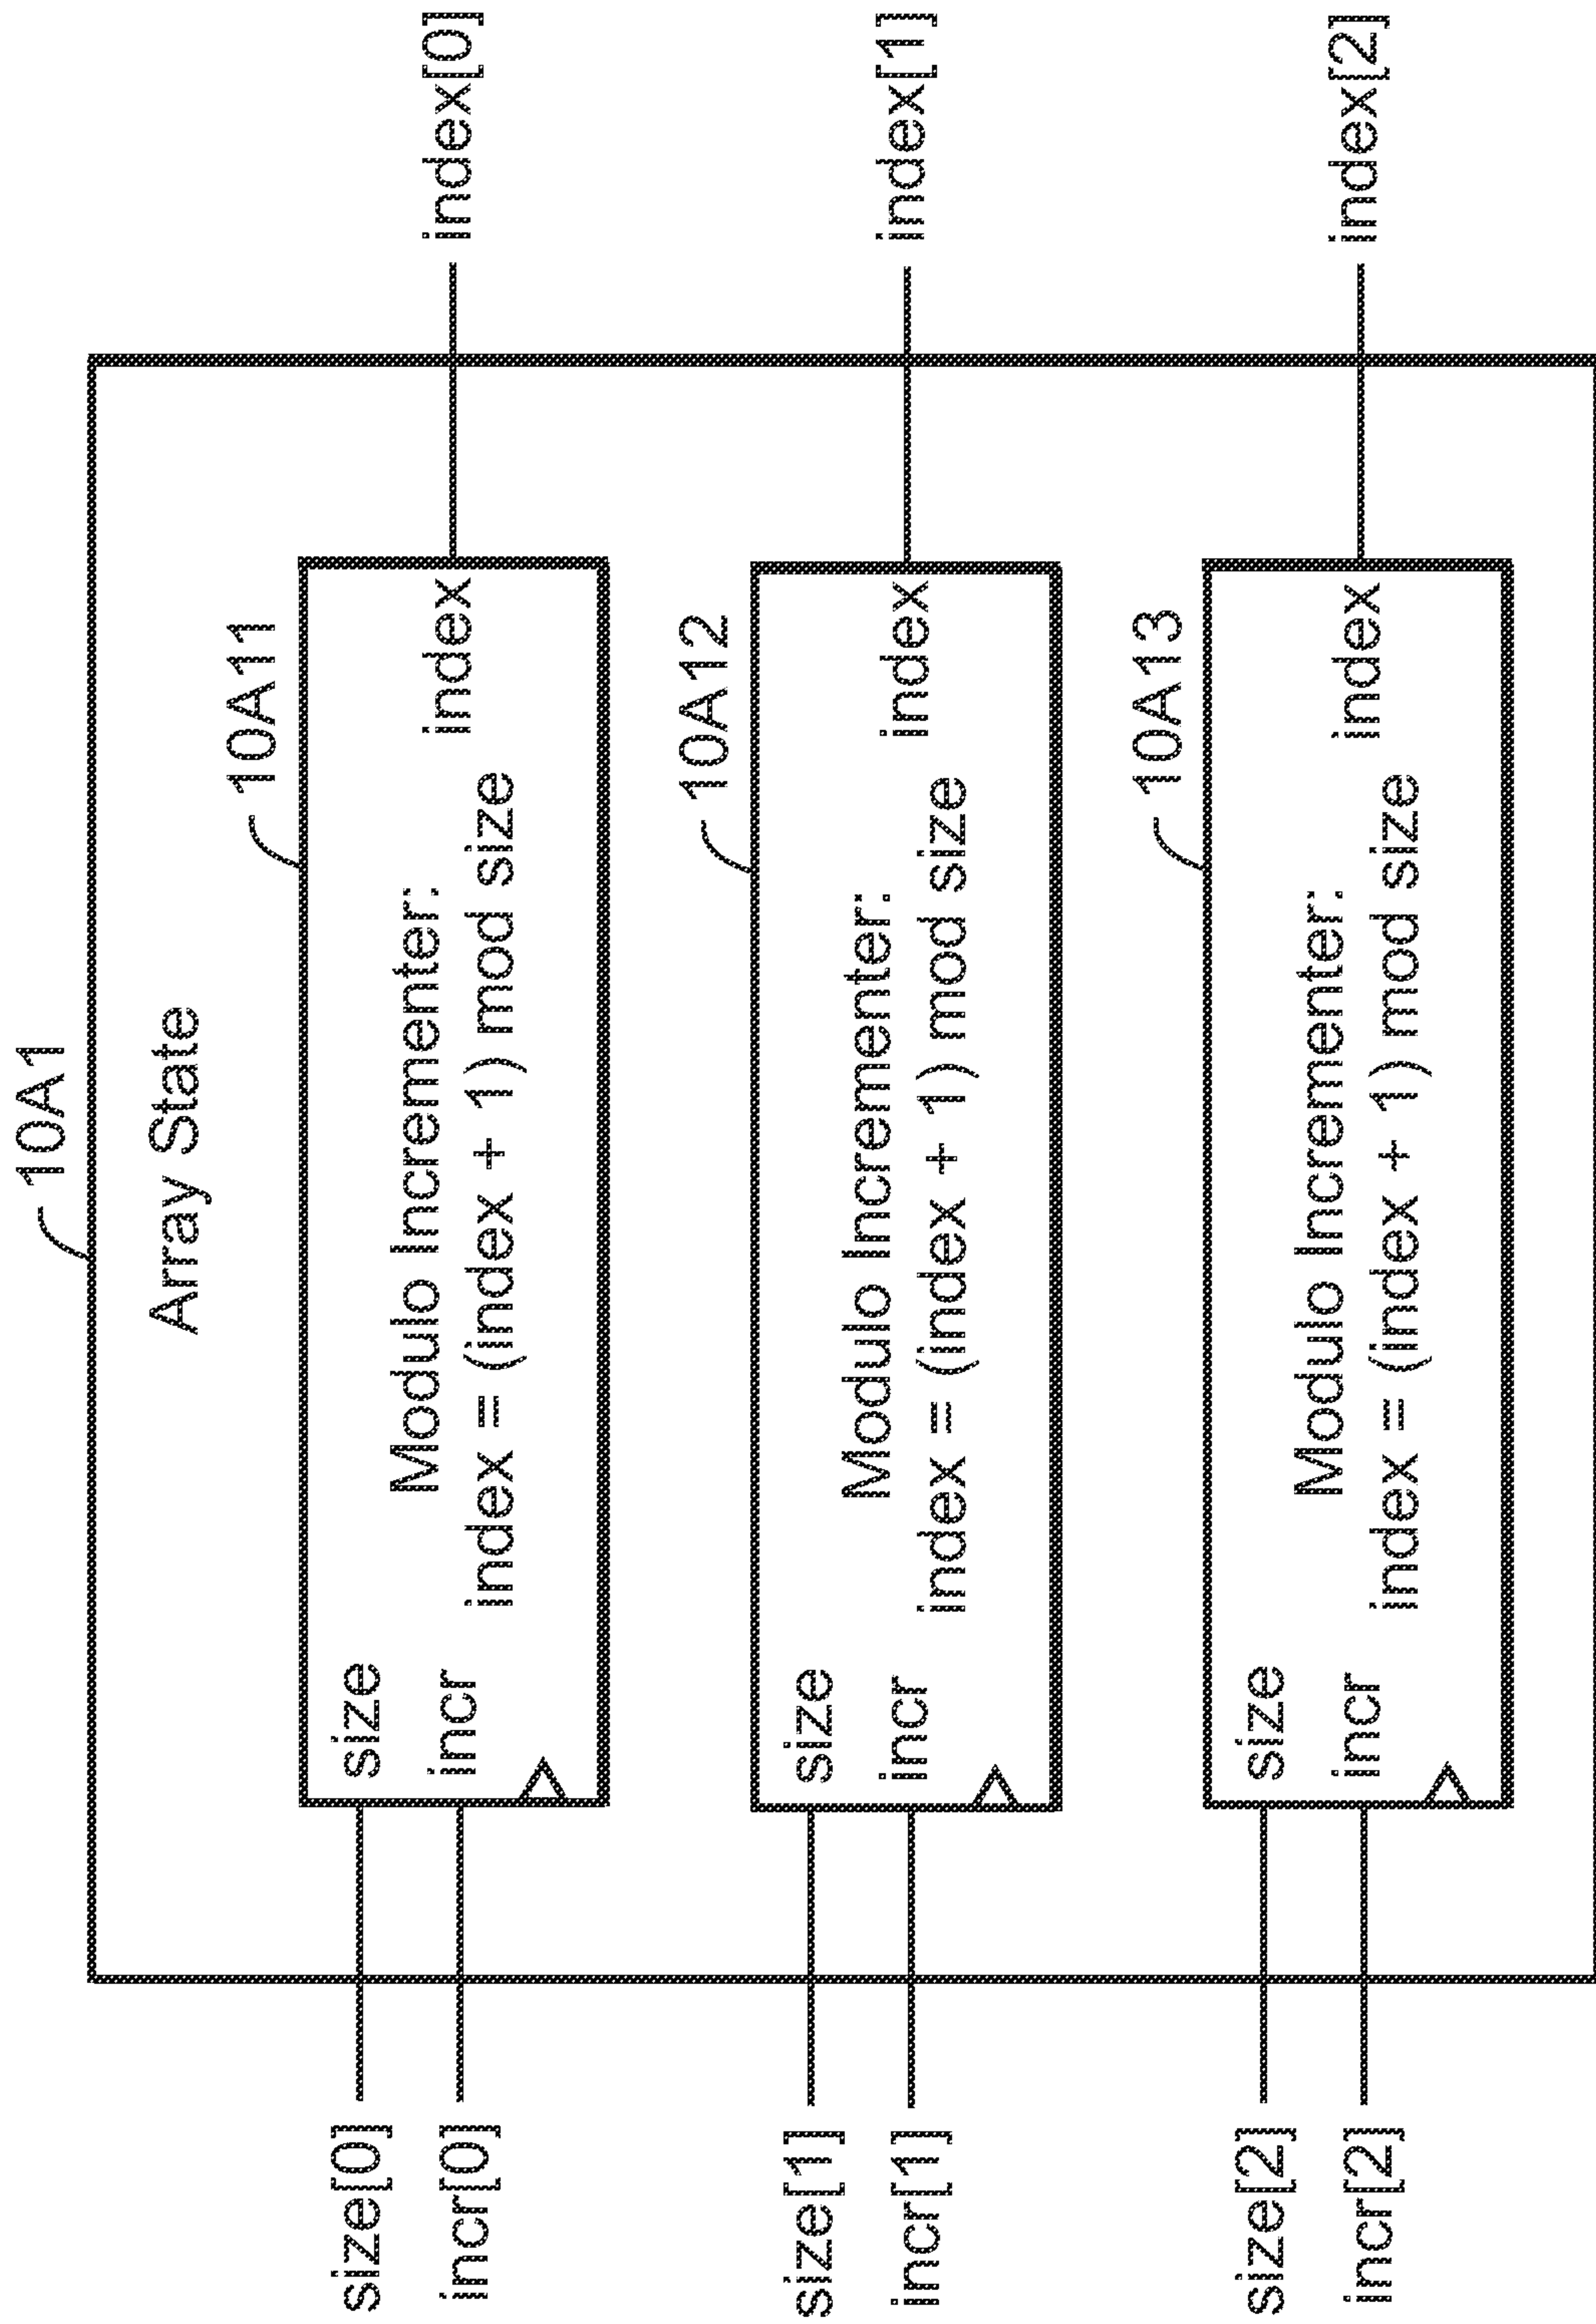 10A1
Array State
10A11
size[0]
size
Modulo Incrementer:
index
index[0]
incr[0]
incr
index = (index + 1) mod size
10A12
size[1]
size
Modulo Incrementer:
index
index[1]
incr[1]
incr
index = (index + 1) mod size
10A13
size[2]
size
Modulo Incrementer:
index
index[2]
incr[2]
incr
index = (index + 1) mod size